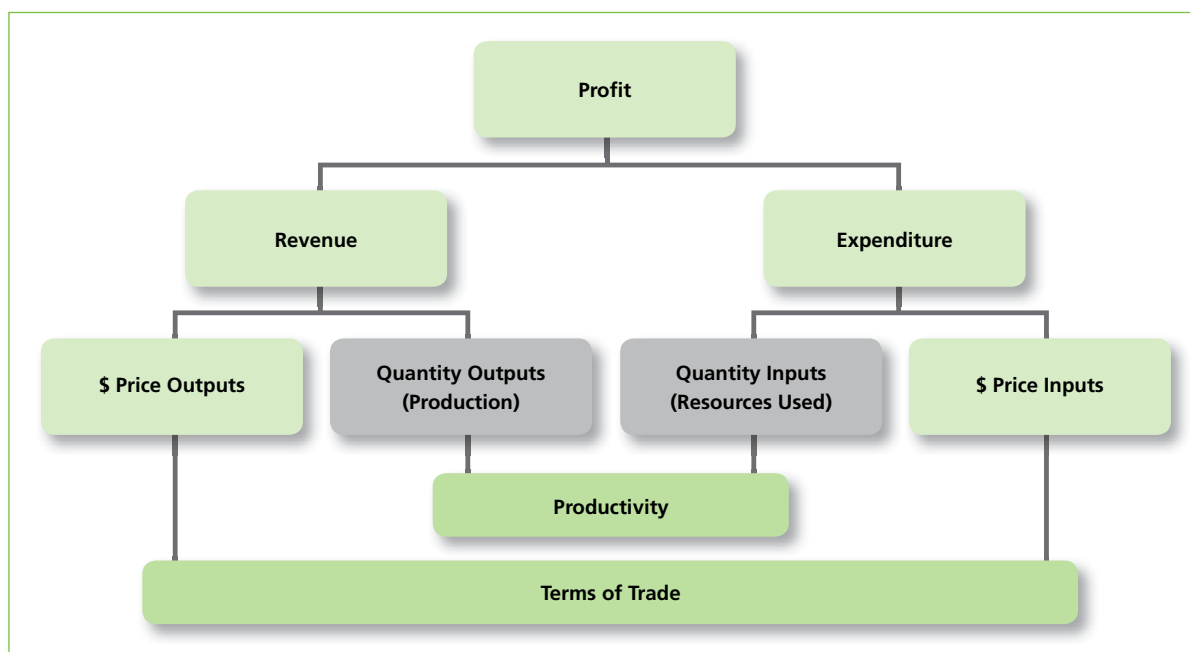 Profit
Revenue
Expenditure
$ Price Outputs
Quantity Outputs
(Production)
Quantity Inputs
(Resources Used)
$ Price Inputs
Productivity
Terms of Trade